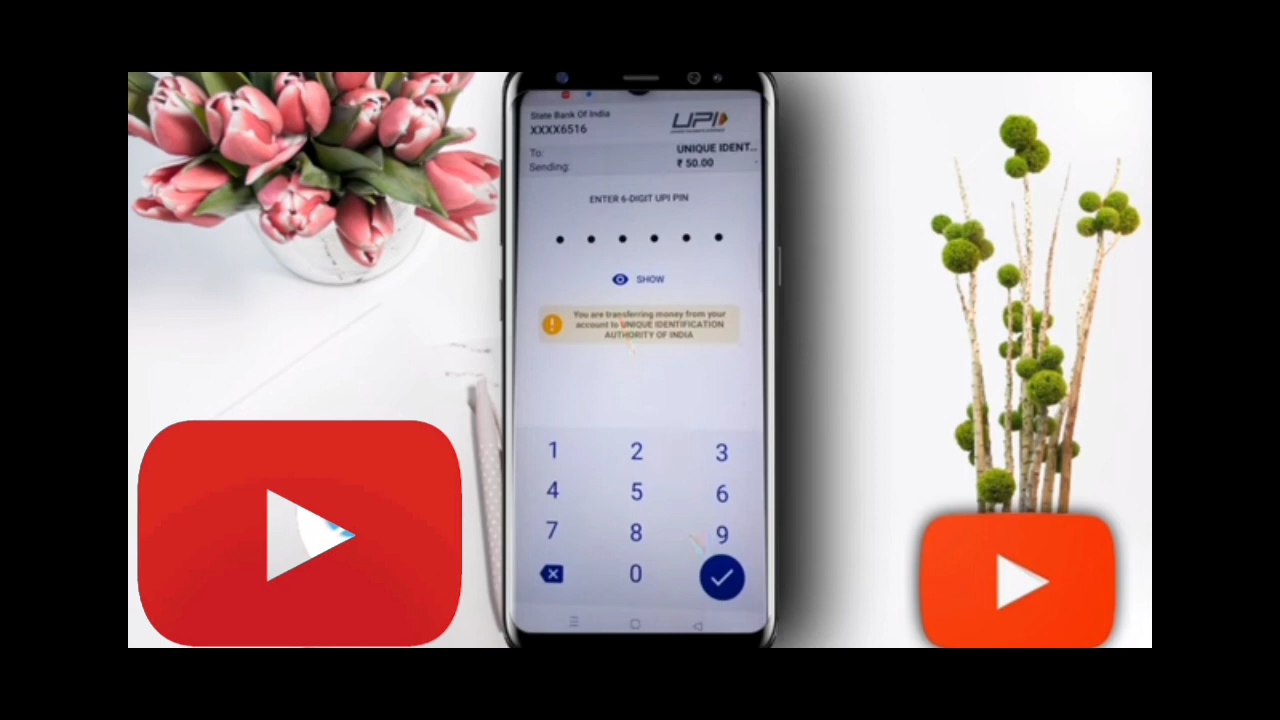 State Bank Of India
XXXX6516
UPI
To: UNIQUE IDENT...
Sending: ₹ 50.00
ENTER 6-DIGIT UPI PIN
SHOW
You are transferring money from your
account to UNIQUE IDENTIFICATION
AUTHORITY OF INDIA
1 2 3
4 5 6
7 8 9
0